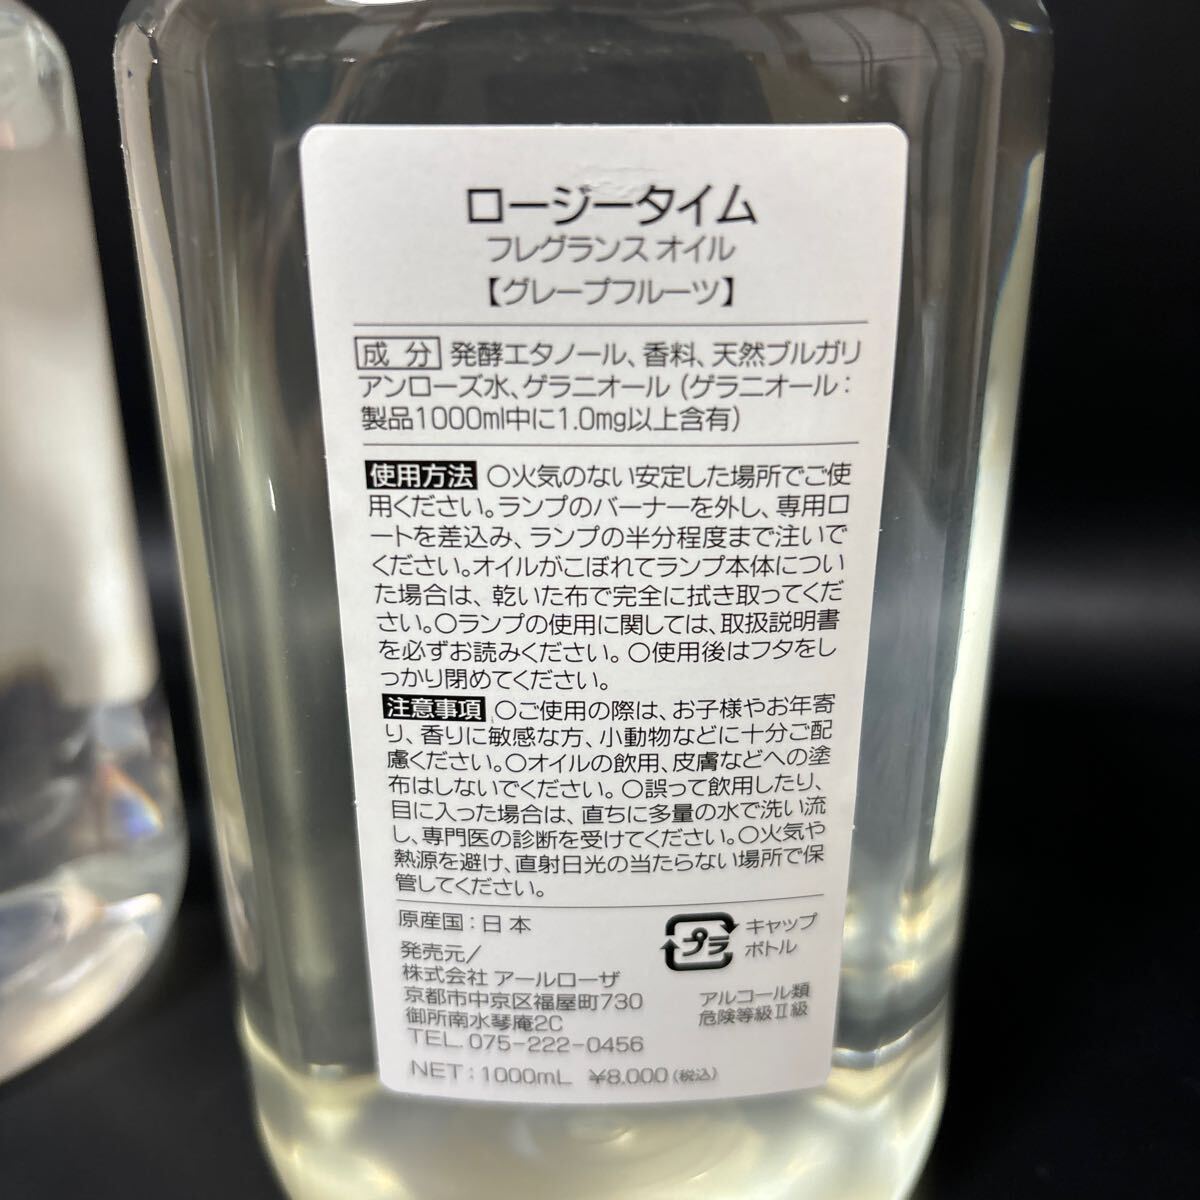 ロージータイム
フレグランス オイル
【グレープフルーツ】
成分 発酵エタノール、香料、天然ブルガリ
アンローズ水、ゲラニオール（ゲラニオール：
製品1000ml中に1.0mg以上含有）
使用方法 ○火気のない安定した場所でご使
用ください。ランプのバーナーを外し、専用ロ
ートを差込み、ランプの半分程度まで注いで
ください。オイルがこぼれてランプ本体につい
た場合は、乾いた布で完全に拭き取ってくだ
さい。○ランプの使用に関しては、取扱説明書
を必ずお読みください。○使用後はフタをし
っかり閉めてください。
注意事項 ○ご使用の際は、お子様やお年寄
り、香りに敏感な方、小動物などに十分ご配
慮ください。○オイルの飲用、皮膚などへの塗
布はしないでください。○誤って飲用したり、
目に入った場合は、直ちに多量の水で洗い流
し、専門医の診断を受けてください。○火気や
熱源を避け、直射日光の当たらない場所で保
管してください。
原産国：日本
発売元／
株式会社 アールローザ
京都市中京区福屋町730
御所南水琴庵2C
TEL. 075-222-0456
プラ
キャップ
ボトル
アルコール類
危険等級Ⅱ級
NET：1000mL ¥8,000（税込）